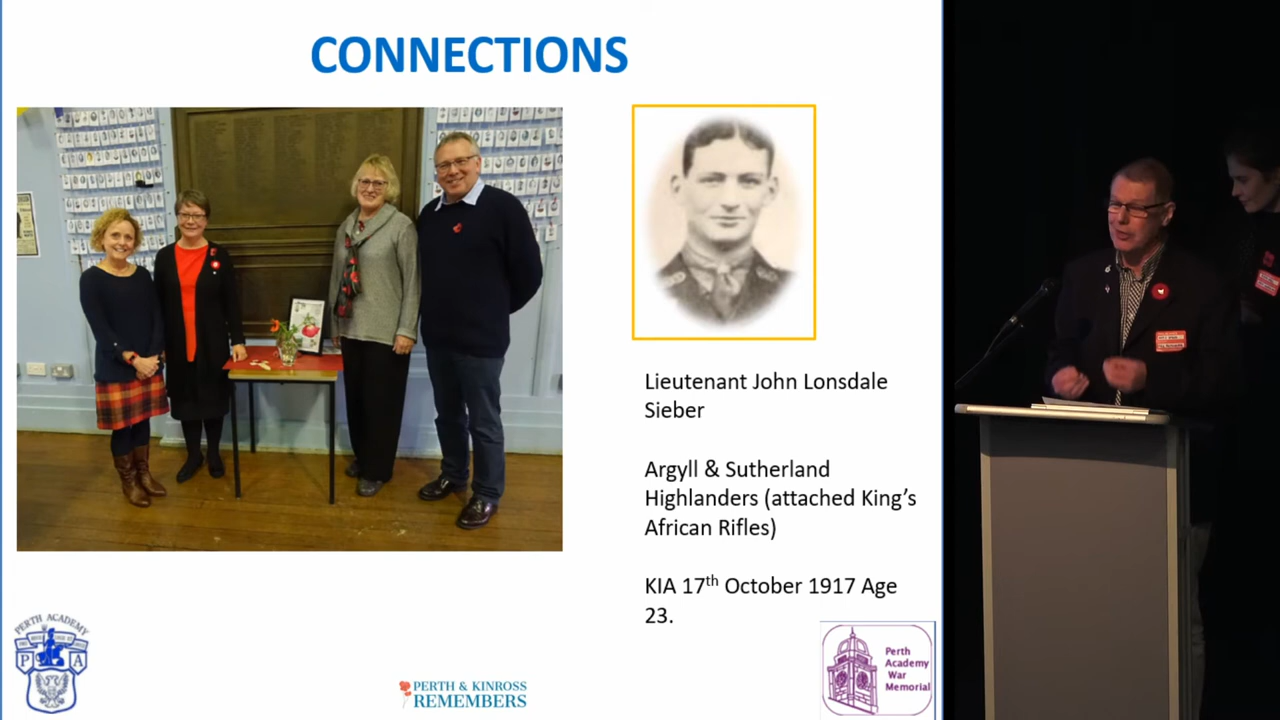 CONNECTIONS
Lieutenant John Lonsdale
Sieber
Argyll & Sutherland
Highlanders (attached King’s
African Rifles)
KIA 17th October 1917 Age
23.
PERTH ACADEMY
P A
PERTH & KINROSS
REMEMBERS
Perth
Academy
War
Memorial